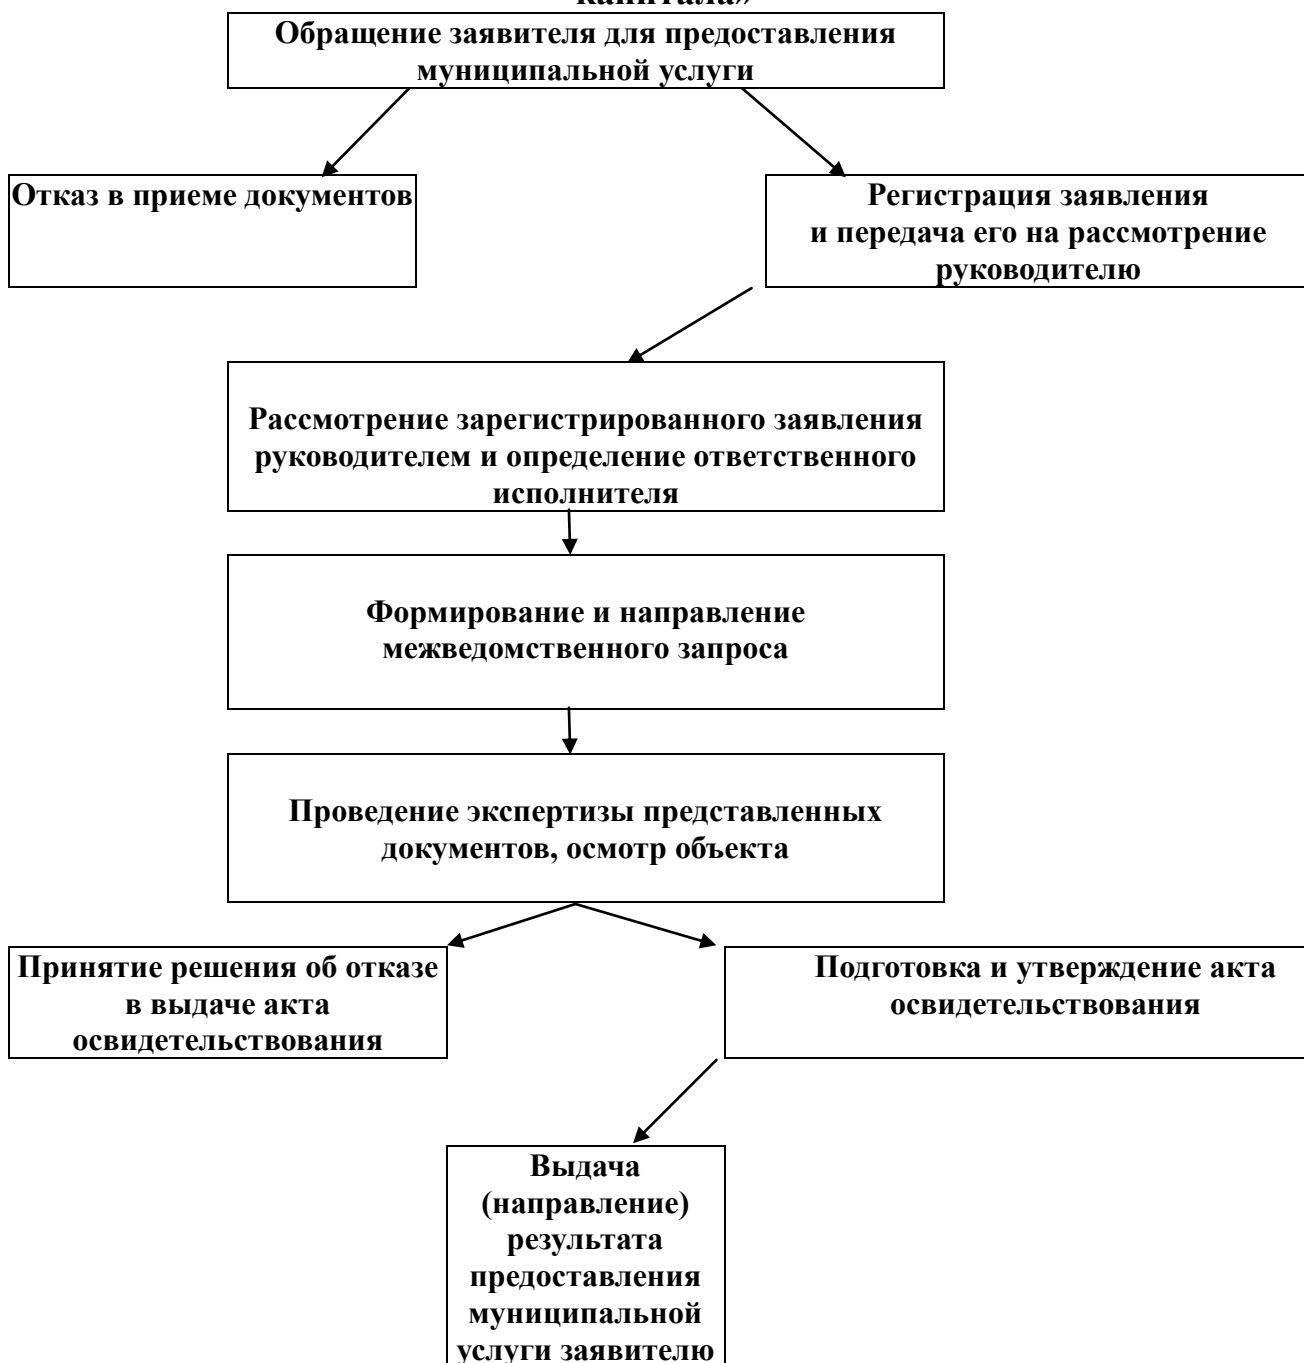 капитала»
Обращение заявителя для предоставления
муниципальной услуги
Отказ в приеме документов
Регистрация заявления
и передача его на рассмотрение
руководителю
Рассмотрение зарегистрированного заявления
руководителем и определение ответственного
исполнителя
Формирование и направление
межведомственного запроса
Проведение экспертизы представленных
документов, осмотр объекта
Принятие решения об отказе
в выдаче акта
освидетельствования
Подготовка и утверждение акта
освидетельствования
Выдача
(направление)
результата
предоставления
муниципальной
услуги заявителю